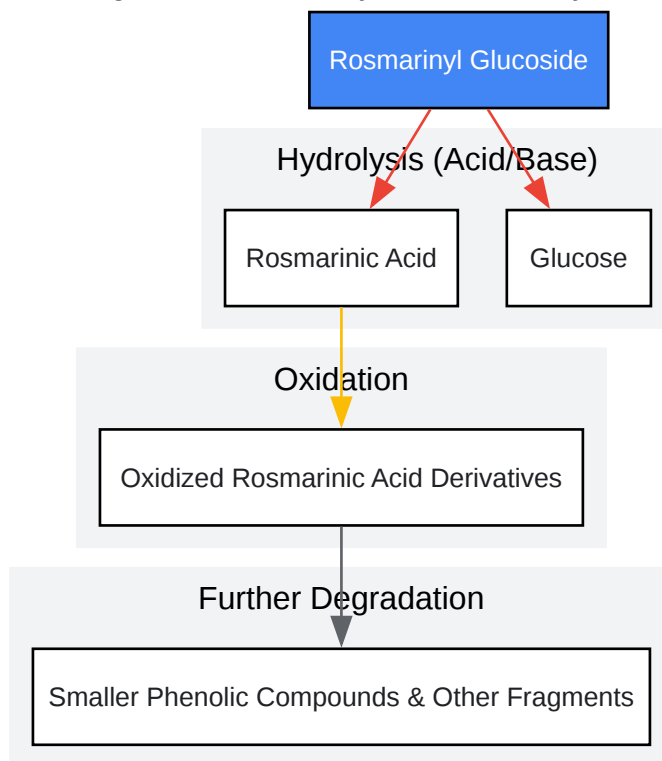 Rosmarinyl Glucoside
Hydrolysis (Acid/Base)
Rosmarinic Acid
Glucose
Oxidation
Oxidized Rosmarinic Acid Derivatives
Further Degradation
Smaller Phenolic Compounds & Other Fragments